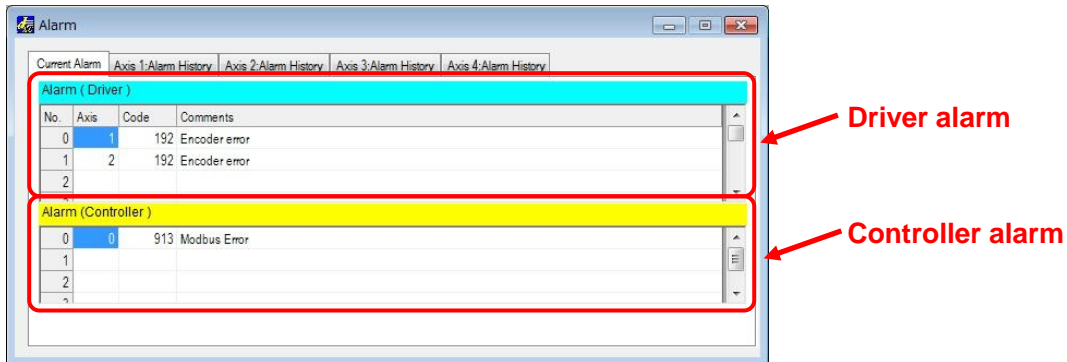 Alarm
Current Alarm Axis 1:Alarm History Axis 2:Alarm History Axis 3:Alarm History Axis 4:Alarm History
Alarm ( Driver )
No. Axis Code Comments
0 1 192 Encoder error
1 2 192 Encoder error
2
Driver alarm
Alarm (Controller )
0 0 913 Modbus Error
1
2
Controller alarm